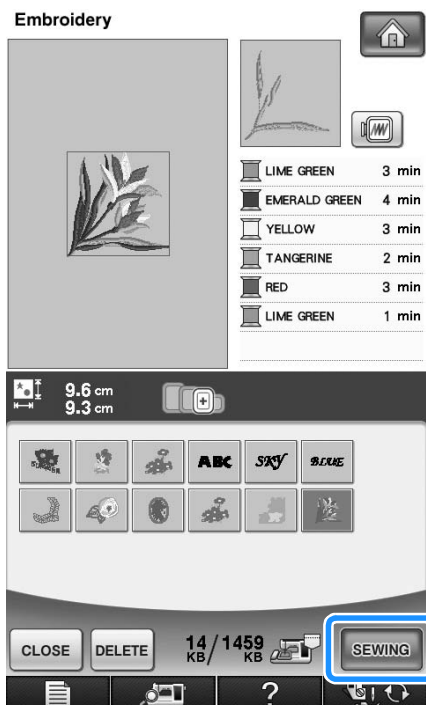 Embroidery
LIME GREEN 3 min
EMERALD GREEN 4 min
YELLOW 3 min
TANGERINE 2 min
RED 3 min
LIME GREEN 1 min
9.6 cm
9.3 cm
ABC SKY BLUE
CLOSE DELETE 14 KB / 1459 KB SEWING
?